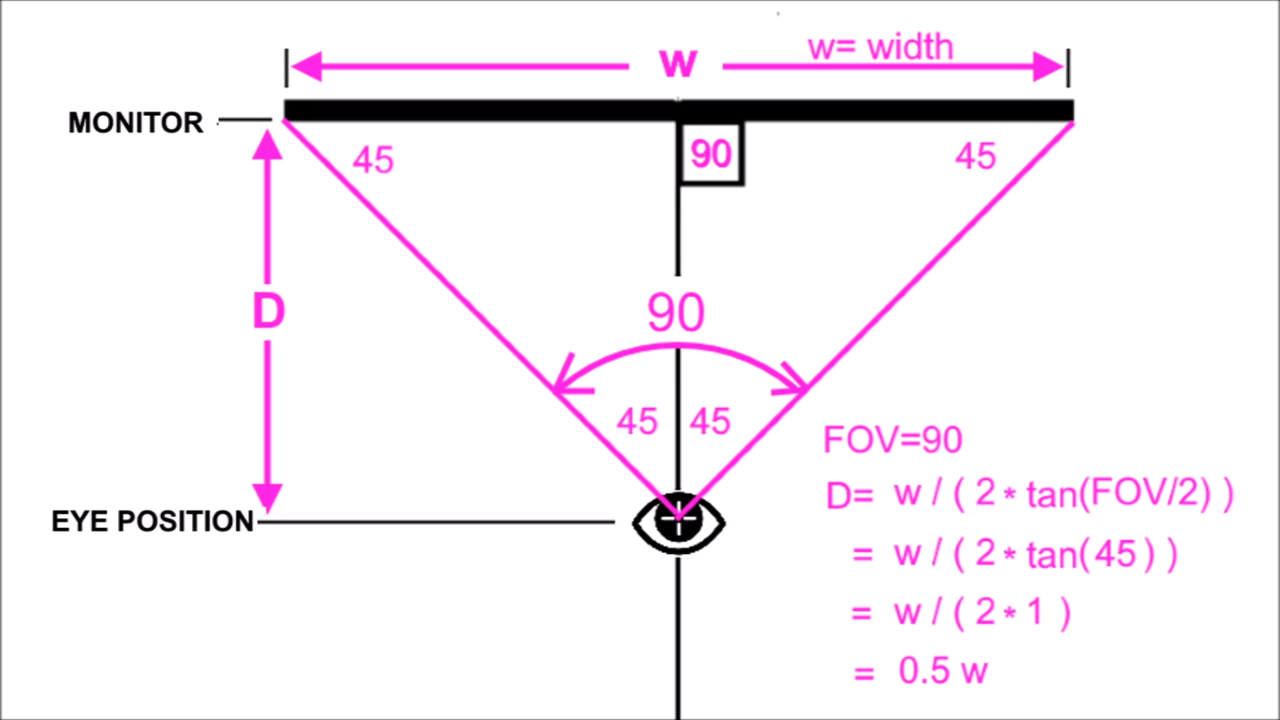 w
w= width
MONITOR
45
90
45
D
90
45
45
FOV=90
EYE POSITION
D= w / ( 2 * tan(FOV/2) )
= w / ( 2 * tan( 45 ) )
= w / ( 2 * 1 )
= 0.5 w